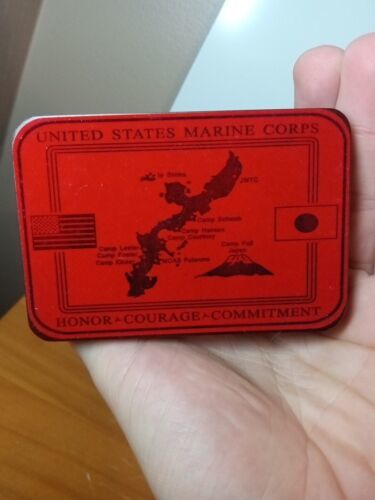 UNITED STATES MARINE CORPS
Ie Shima
JWTC
Camp Schwab
Camp Hansen
Camp Courtney
Camp Lester
Camp Foster
Camp Kinser
MCAS Futenma
Camp Fuji
Japan
HONOR COURAGE COMMITMENT